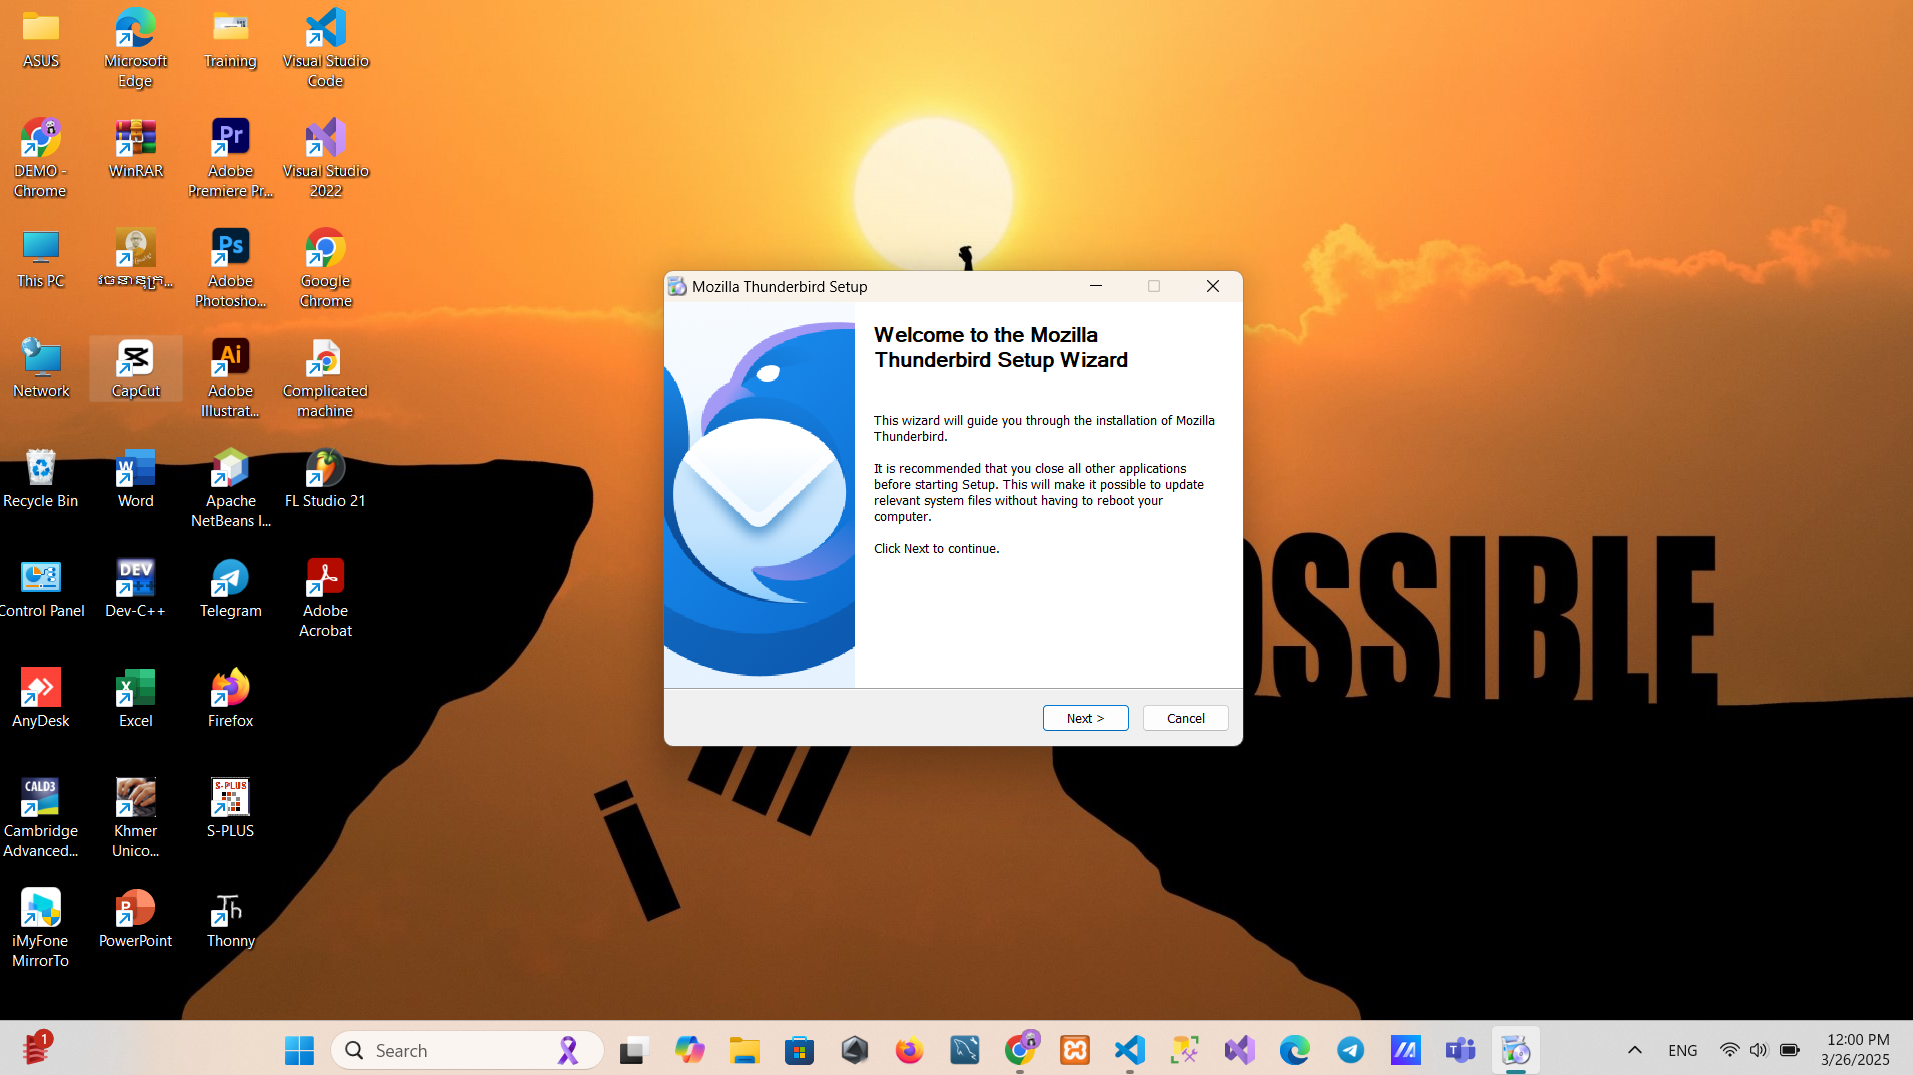 ASUS
Microsoft
Edge
Training
Visual Studio
Code
DEMO -
Chrome
WinRAR
Adobe
Premiere Pr...
Visual Studio
2022
This PC
Adobe
Photosho...
Google
Chrome
Network
CapCut
Adobe
Illustrat...
Complicated
machine
Recycle Bin
Word
Apache
NetBeans I...
FL Studio 21
Control Panel
DEV
Dev-C++
Telegram
Adobe
Acrobat
AnyDesk
Excel
Firefox
CALD3
Cambridge
Advanced...
Khmer
Unico...
S-PLUS
S-PLUS
iMyFone
MirrorTo
PowerPoint
Thonny
Mozilla Thunderbird Setup
Welcome to the Mozilla
Thunderbird Setup Wizard
This wizard will guide you through the installation of Mozilla
Thunderbird.
It is recommended that you close all other applications
before starting Setup. This will make it possible to update
relevant system files without having to reboot your
computer.
Click Next to continue.
Next >
Cancel
OSSIBLE
1
Search
ENG
12:00 PM
3/26/2025